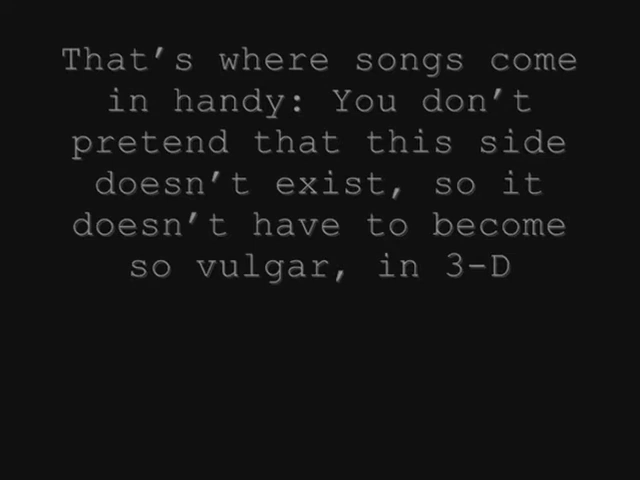 That’s where songs come
in handy: You don’t
pretend that this side
doesn’t exist, so it
doesn’t have to become
so vulgar, in 3-D